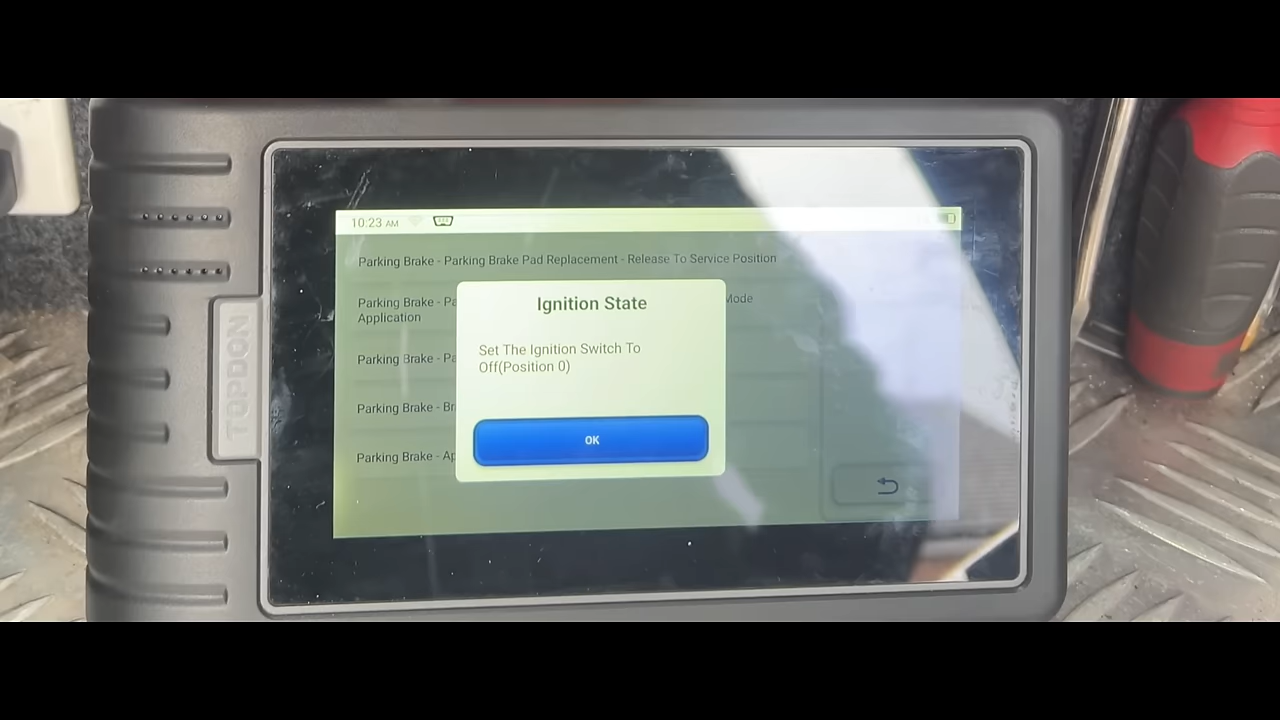 10:23 AM
Parking Brake - Parking Brake Pad Replacement - Release To Service Position
Parking Brake - Pa
Mode
Application
Ignition State
Set The Ignition Switch To
Off(Position 0)
Parking Brake - Pa
Parking Brake - Br
OK
Parking Brake - Ap
TOPDON